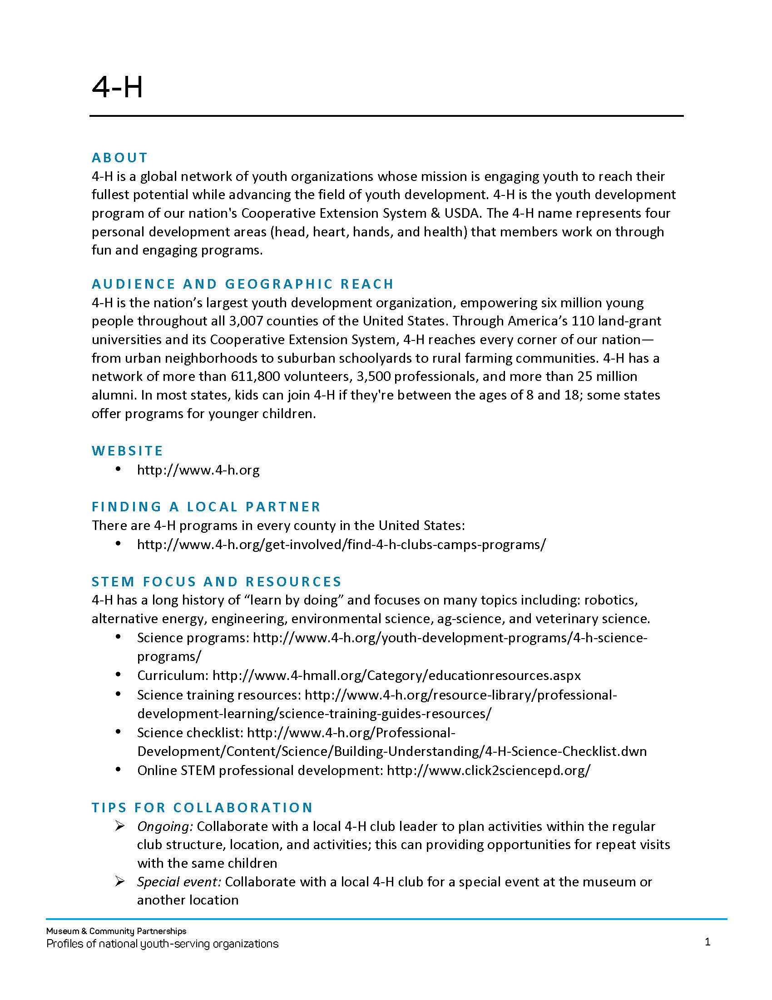 4-H
ABOUT
4-H is a global network of youth organizations whose mission is engaging youth to reach their
fullest potential while advancing the field of youth development. 4-H is the youth development
program of our nation's Cooperative Extension System & USDA. The 4-H name represents four
personal development areas (head, heart, hands, and health) that members work on through
fun and engaging programs.
AUDIENCE AND GEOGRAPHIC REACH
4-H is the nation’s largest youth development organization, empowering six million young
people throughout all 3,007 counties of the United States. Through America’s 110 land-grant
universities and its Cooperative Extension System, 4-H reaches every corner of our nation—
from urban neighborhoods to suburban schoolyards to rural farming communities. 4-H has a
network of more than 611,800 volunteers, 3,500 professionals, and more than 25 million
alumni. In most states, kids can join 4-H if they're between the ages of 8 and 18; some states
offer programs for younger children.
WEBSITE
• http://www.4-h.org
FINDING A LOCAL PARTNER
There are 4-H programs in every county in the United States:
• http://www.4-h.org/get-involved/find-4-h-clubs-camps-programs/
STEM FOCUS AND RESOURCES
4-H has a long history of “learn by doing” and focuses on many topics including: robotics,
alternative energy, engineering, environmental science, ag-science, and veterinary science.
• Science programs: http://www.4-h.org/youth-development-programs/4-h-science-
programs/
• Curriculum: http://www.4-hmall.org/Category/educationresources.aspx
• Science training resources: http://www.4-h.org/resource-library/professional-
development-learning/science-training-guides-resources/
• Science checklist: http://www.4-h.org/Professional-
Development/Content/Science/Building-Understanding/4-H-Science-Checklist.dwn
• Online STEM professional development: http://www.click2sciencepd.org/
TIPS FOR COLLABORATION
➢ Ongoing: Collaborate with a local 4-H club leader to plan activities within the regular
club structure, location, and activities; this can providing opportunities for repeat visits
with the same children
➢ Special event: Collaborate with a local 4-H club for a special event at the museum or
another location
Museum & Community Partnerships
Profiles of national youth-serving organizations
1